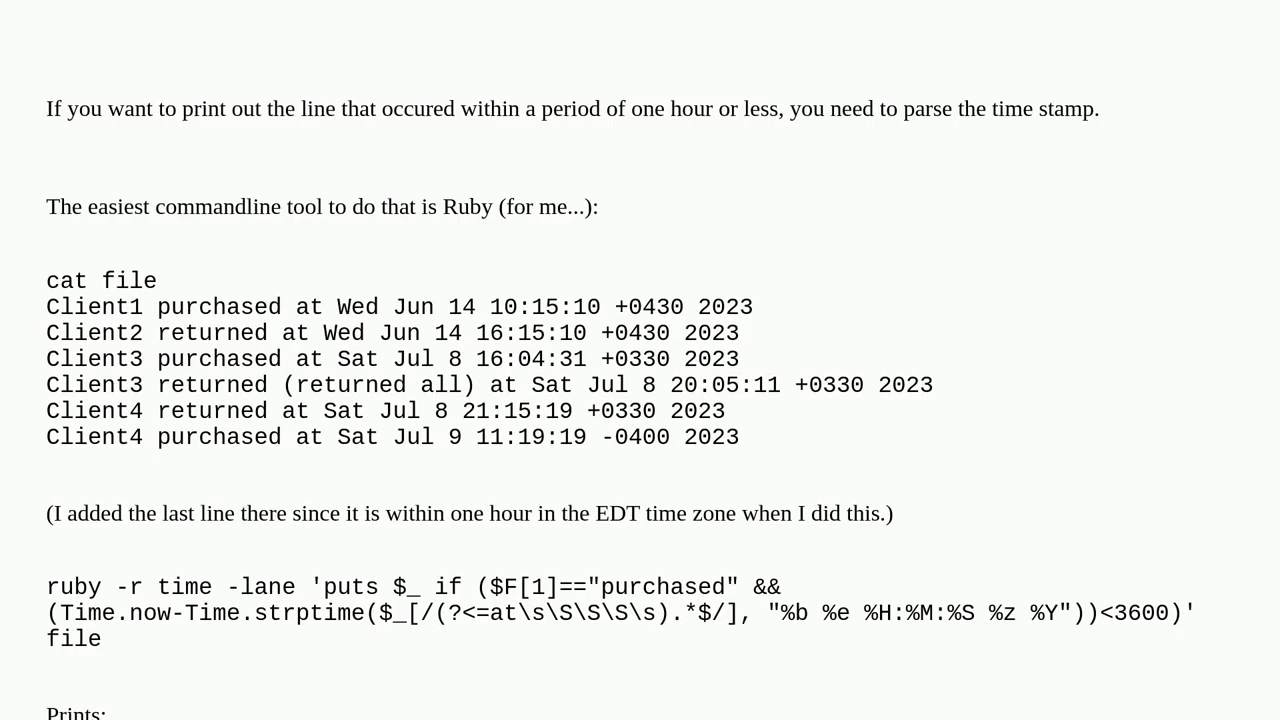 If you want to print out the line that occured within a period of one hour or less, you need to parse the time stamp.
The easiest commandline tool to do that is Ruby (for me...):
cat file
Client1 purchased at Wed Jun 14 10:15:10 +0430 2023
Client2 returned at Wed Jun 14 16:15:10 +0430 2023
Client3 purchased at Sat Jul 8 16:04:31 +0330 2023
Client3 returned (returned all) at Sat Jul 8 20:05:11 +0330 2023
Client4 returned at Sat Jul 8 21:15:19 +0330 2023
Client4 purchased at Sat Jul 9 11:19:19 -0400 2023
(I added the last line there since it is within one hour in the EDT time zone when I did this.)
ruby -r time -lane 'puts $_ if ($F[1]=="purchased" &&
(Time.now-Time.strptime($_[/(?<=at\s\S\S\S\s).*$/], "%b %e %H:%M:%S %z %Y"))<3600)'
file
Prints: